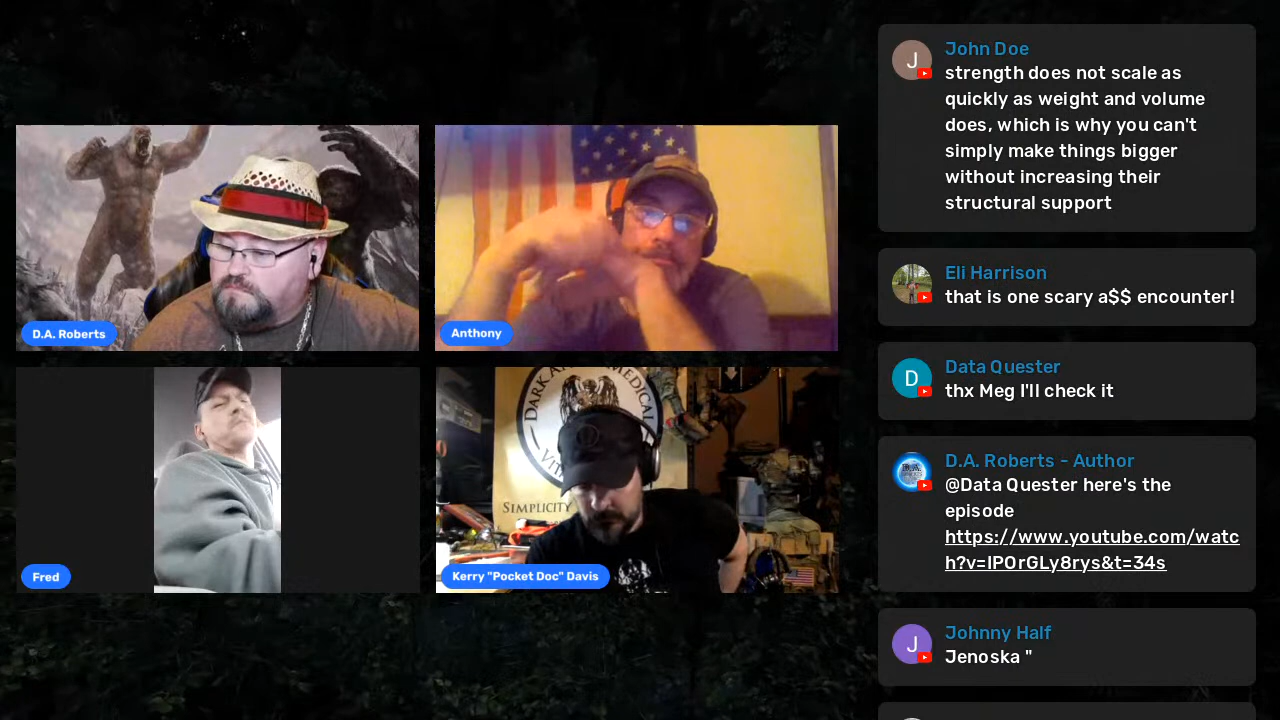 D.A. Roberts
Anthony
Fred
DARK A
MEDICAL
SIMPLICITY
Kerry "Pocket Doc" Davis
J
John Doe
strength does not scale as
quickly as weight and volume
does, which is why you can't
simply make things bigger
without increasing their
structural support
Eli Harrison
that is one scary a$$ encounter!
D
Data Quester
thx Meg I'll check it
D.A. Roberts - Author
@Data Quester here's the
episode
https://www.youtube.com/watc
h?v=lPOrGLy8rys&t=34s
J
Johnny Half
Jenoska "